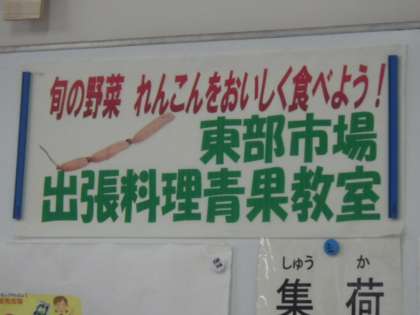 旬の野菜 れんこんをおいしく食べよう!
東部市場
出張料理青果教室
しゅう か
集 荷